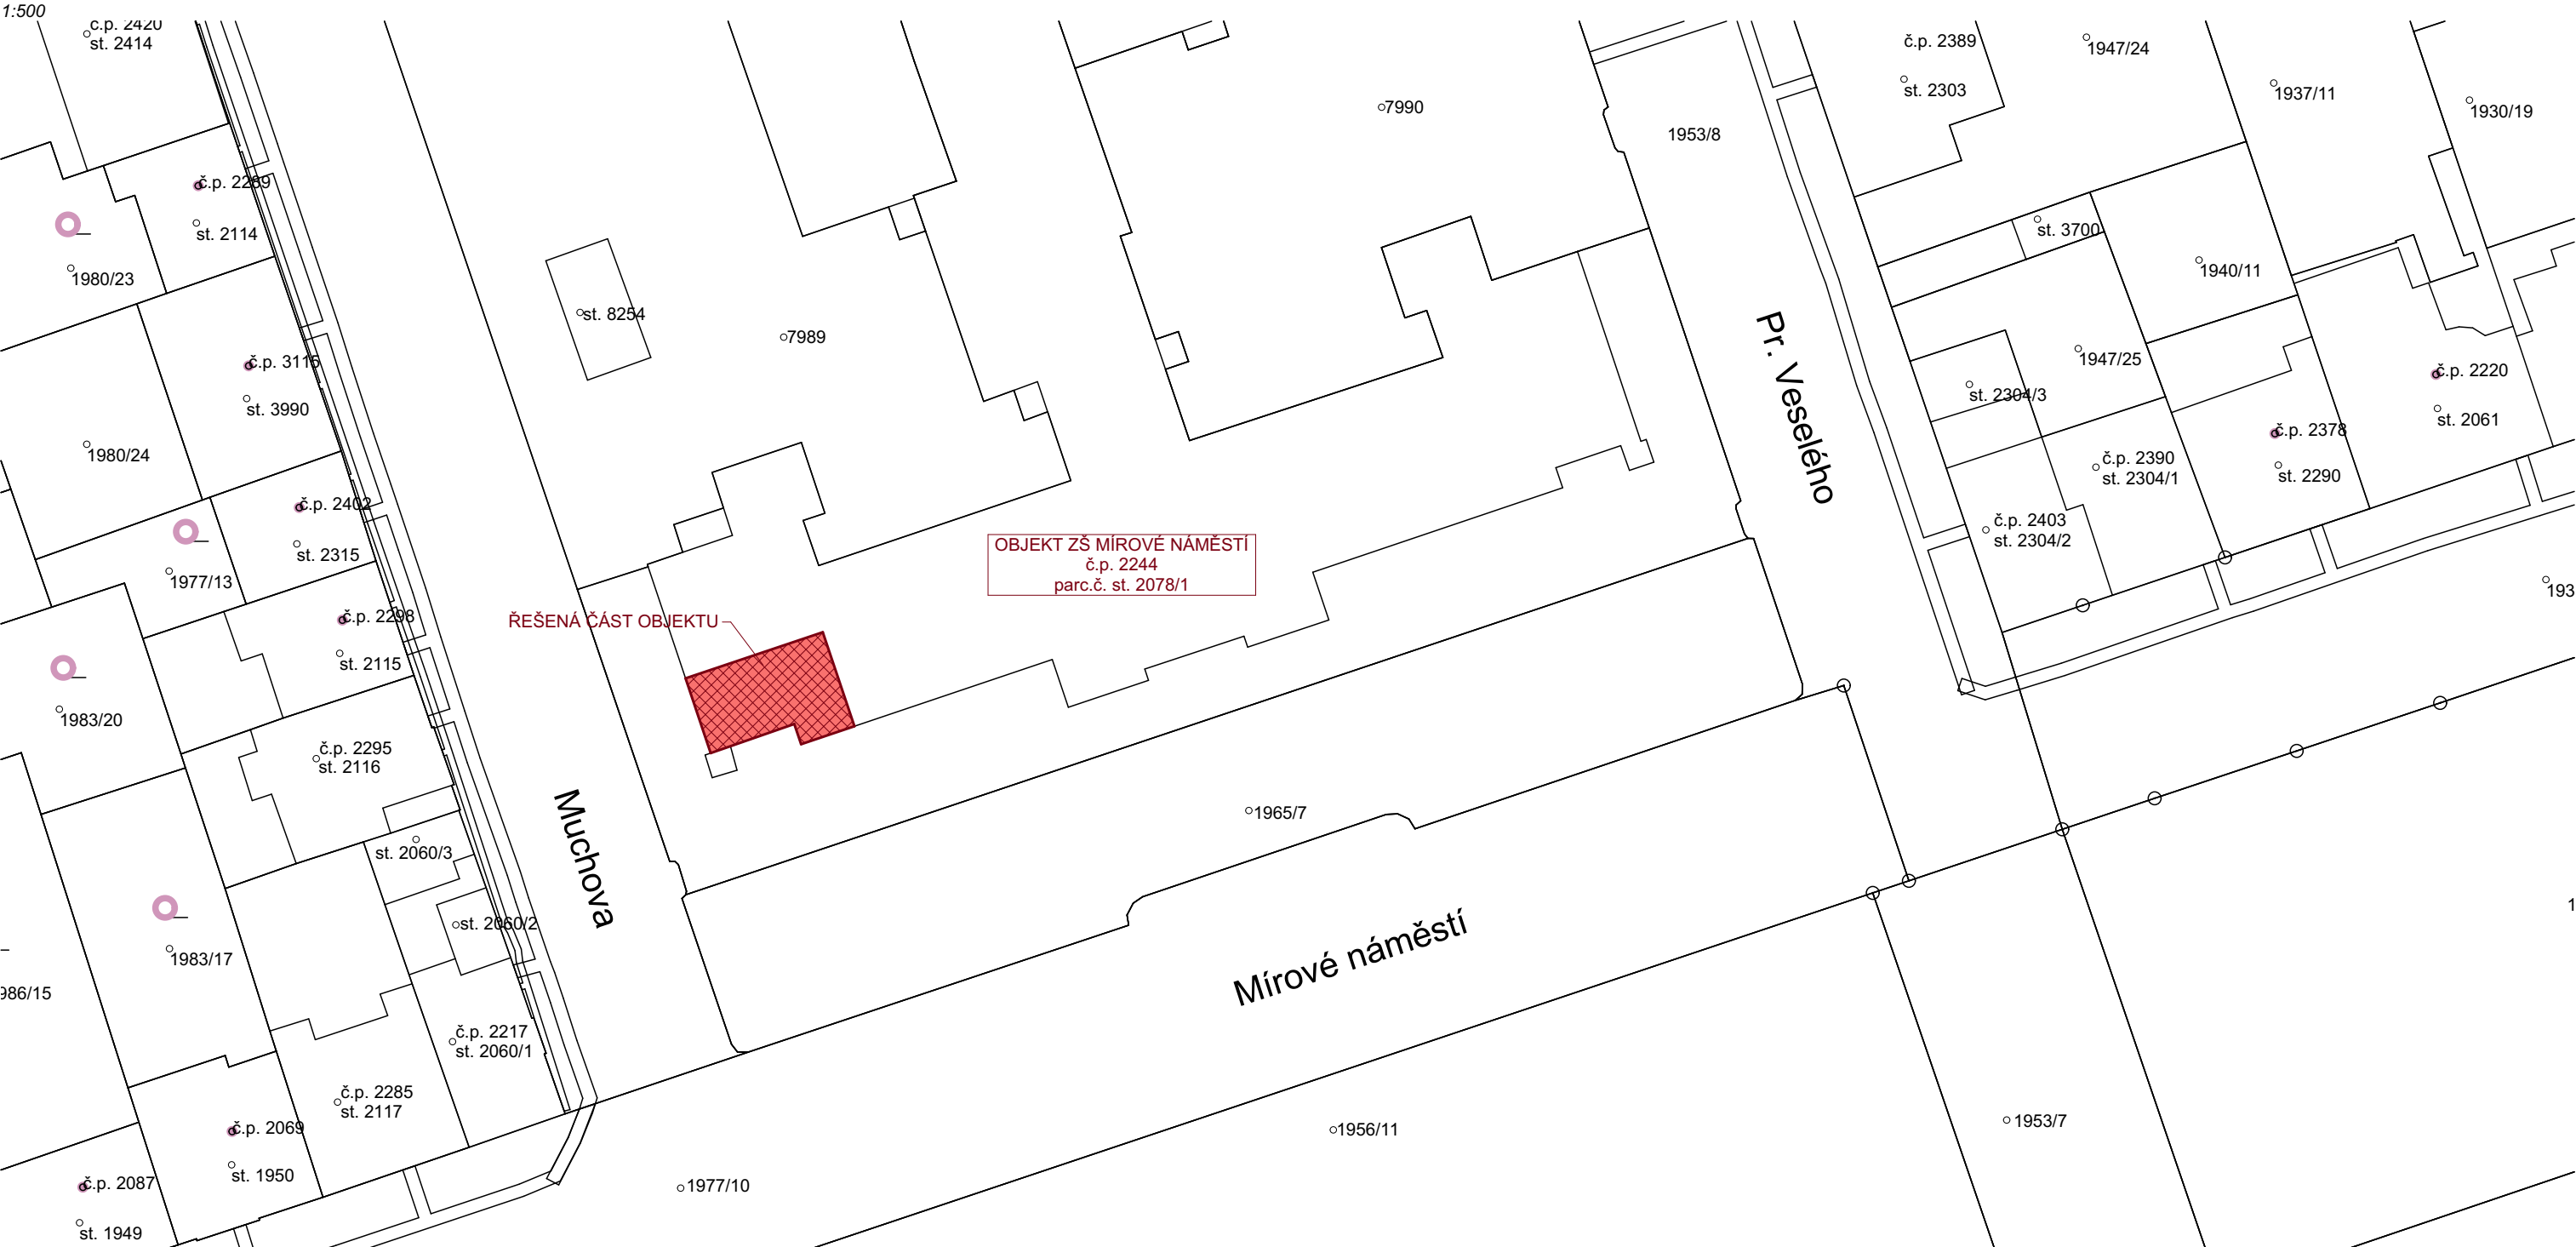 1:500
č.p. 2420
st. 2414
č.p. 2389
st. 2303
1947/24
1937/11
1930/19
7990
1953/8
č.p. 2289
st. 2114
1980/23
st. 3700
1940/11
st. 8254
7989
Pr. Veselého
č.p. 3115
st. 3990
1947/25
st. 2304/3
č.p. 2220
st. 2061
č.p. 2378
st. 2290
1980/24
č.p. 2390
st. 2304/1
č.p. 2402
st. 2315
č.p. 2403
st. 2304/2
OBJEKT ZŠ MÍROVÉ NÁMĚSTÍ
č.p. 2244
parc.č. st. 2078/1
1977/13
193
ŘEŠENÁ ČÁST OBJEKTU
č.p. 2298
st. 2115
1983/20
č.p. 2295
st. 2116
Muchova
1965/7
st. 2060/3
st. 2060/2
1983/17
986/15
Mírové náměstí
1
č.p. 2217
st. 2060/1
č.p. 2285
st. 2117
č.p. 2069
st. 1950
1956/11
1953/7
č.p. 2087
st. 1949
1977/10